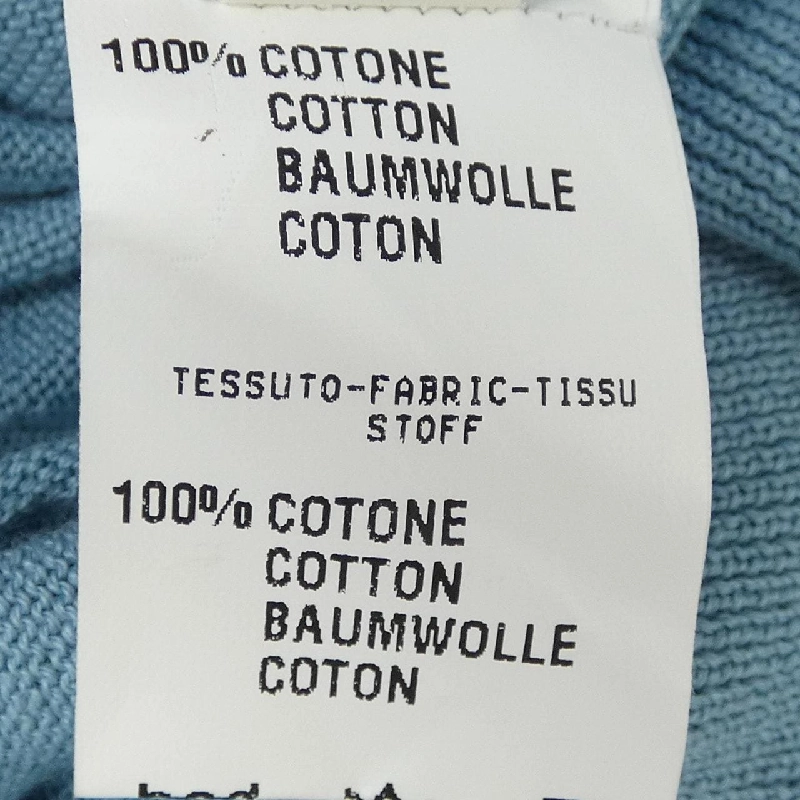 100% COTONE
COTTON
BAUMWOLLE
COTON
TESSUTO-FABRIC-TISSU
STOFF
100% COTONE
COTTON
BAUMWOLLE
COTON